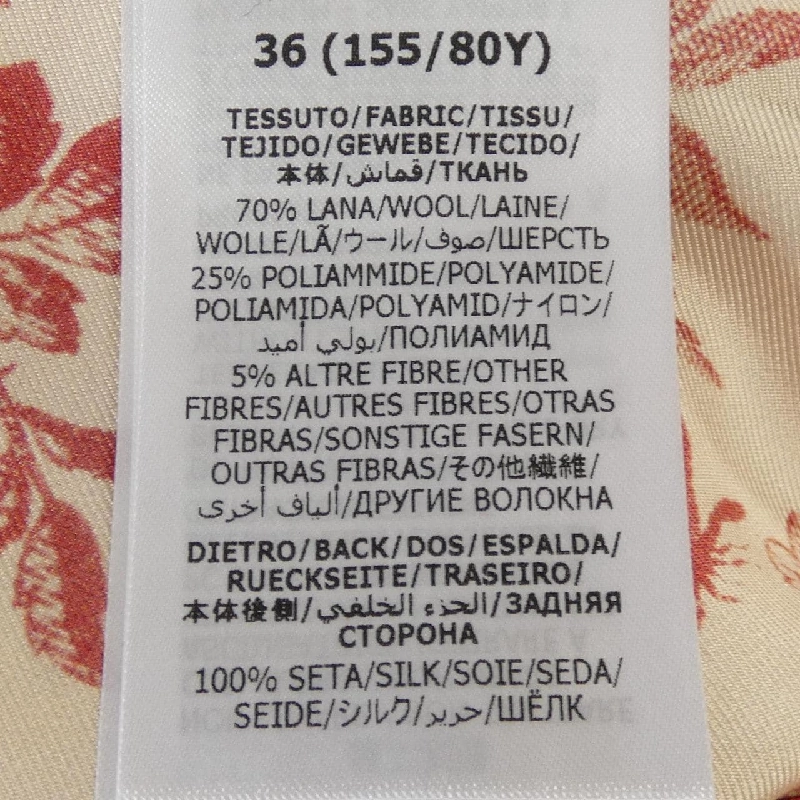 36 (155/80Y)
TESSUTO/FABRIC/TISSU/
TEJIDO/GEWEBE/TECIDO/
本体/قماش/ТКАНЬ
70% LANA/WOOL/LAINE/
WOLLE/LÃ/ウール/صوف/ШЕРСТЬ
25% POLIAMMIDE/POLYAMIDE/
POLIAMIDA/POLYAMID/ナイロン/
بولي أميد/ПОЛИАМИД
5% ALTRE FIBRE/OTHER
FIBRES/AUTRES FIBRES/OTRAS
FIBRAS/SONSTIGE FASERN/
OUTRAS FIBRAS/その他繊維/
ألياف أخرى/ДРУГИЕ ВОЛОКНА
DIETRO/BACK/DOS/ESPALDA/
RUECKSEITE/TRASEIRO/
本体後側/الجزء الخلفي/ЗАДНЯЯ
СТОРОНА
100% SETA/SILK/SOIE/SEDA/
SEIDE/シルク/حرير/ШЁЛК